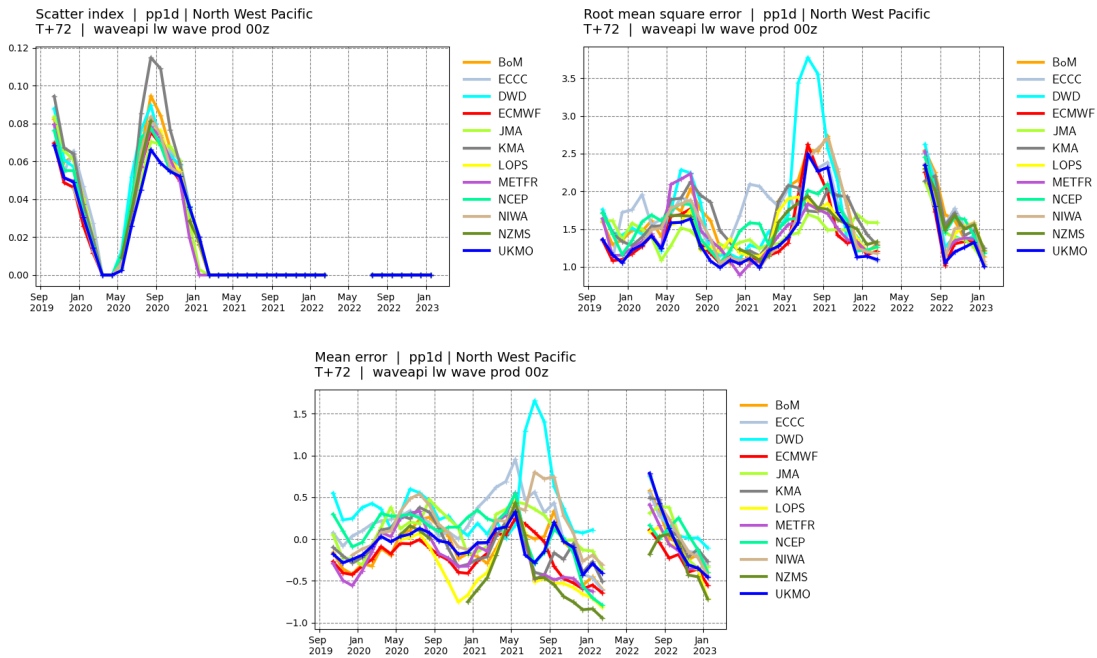 Scatter index | pp1d | North West Pacific
T+72 | waveapi lw wave prod 00z
0.12
0.10
0.08
0.06
0.04
0.02
0.00
Sep Jan May Sep Jan May Sep Jan May Sep Jan
2019 2020 2020 2020 2021 2021 2021 2022 2022 2022 2023
BoM
ECCC
DWD
ECMWF
JMA
KMA
LOPS
METFR
NCEP
NIWA
NZMS
UKMO
Root mean square error | pp1d | North West Pacific
T+72 | waveapi lw wave prod 00z
3.5
3.0
2.5
2.0
1.5
1.0
Sep Jan May Sep Jan May Sep Jan May Sep Jan
2019 2020 2020 2020 2021 2021 2021 2022 2022 2022 2023
BoM
ECCC
DWD
ECMWF
JMA
KMA
LOPS
METFR
NCEP
NIWA
NZMS
UKMO
Mean error | pp1d | North West Pacific
T+72 | waveapi lw wave prod 00z
1.5
1.0
0.5
0.0
−0.5
−1.0
Sep Jan May Sep Jan May Sep Jan May Sep Jan
2019 2020 2020 2020 2021 2021 2021 2022 2022 2022 2023
BoM
ECCC
DWD
ECMWF
JMA
KMA
LOPS
METFR
NCEP
NIWA
NZMS
UKMO